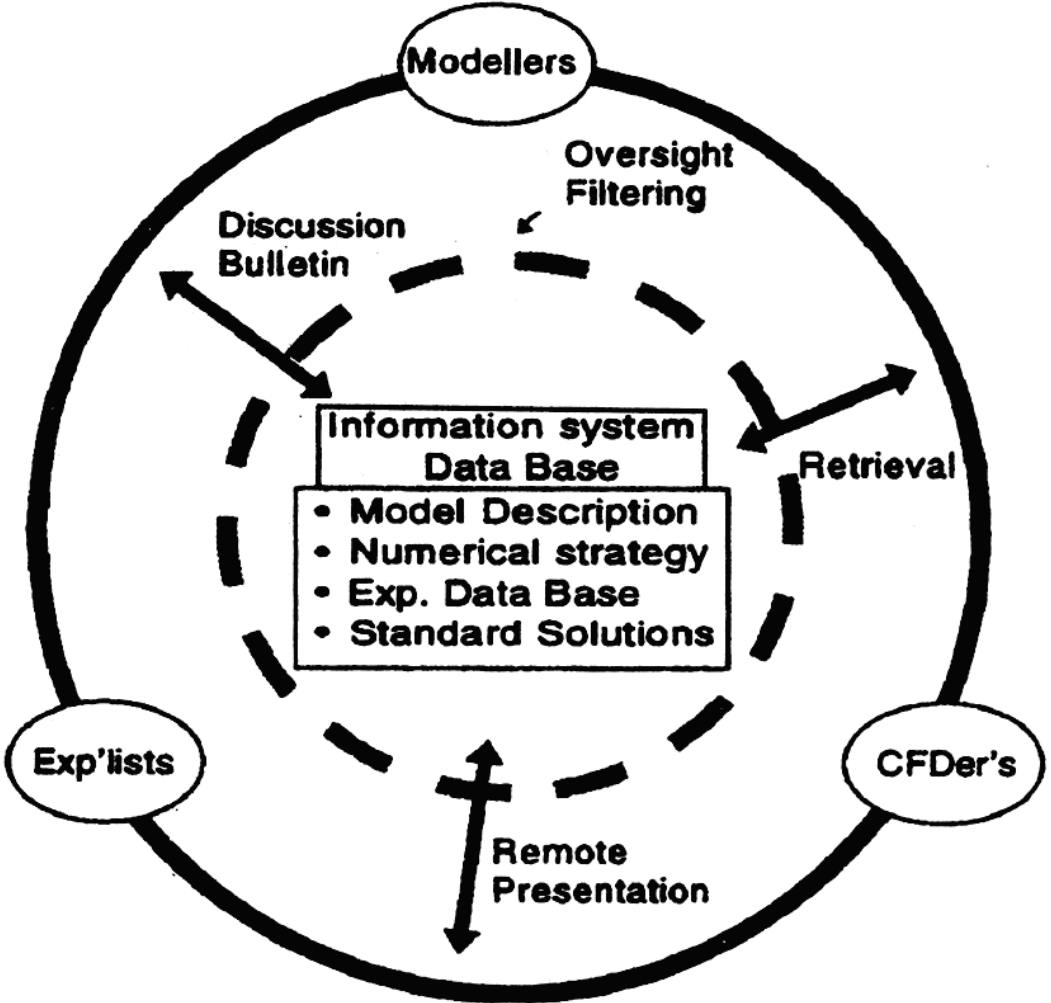 Modellers
Oversight
Filtering
Discussion
Bulletin
Information system
Data Base
Retrieval
• Model Description
• Numerical strategy
• Exp. Data Base
• Standard Solutions
Exp'lists
CFDer's
Remote
Presentation